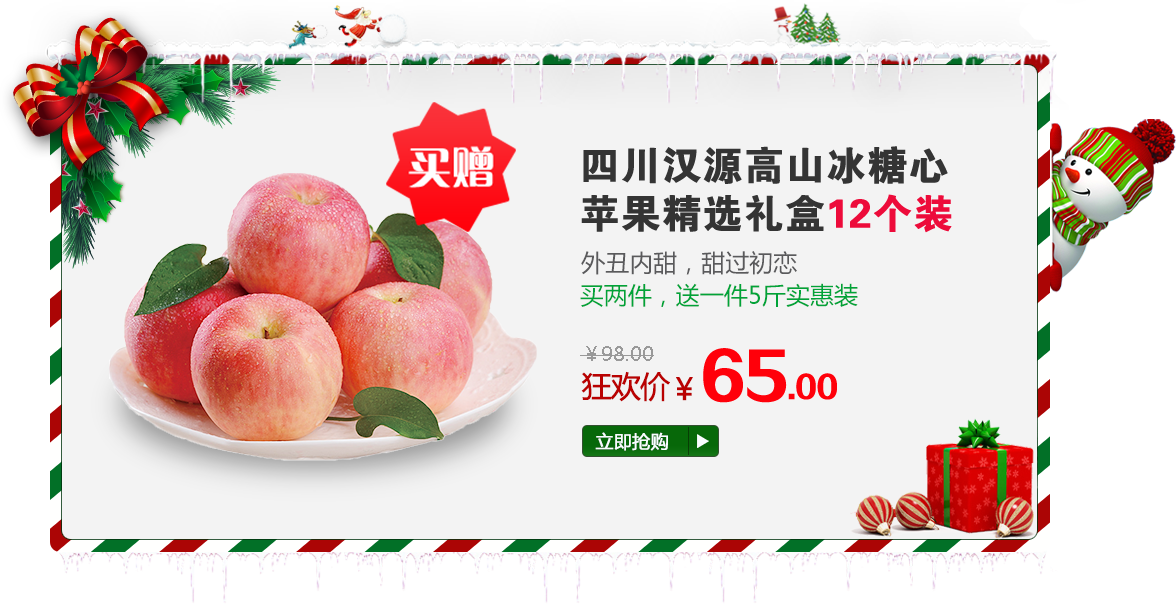 买赠
四川汉源高山冰糖心
苹果精选礼盒12个装
外丑内甜，甜过初恋
买两件，送一件5斤实惠装
￥98.00
狂欢价￥65.00
立即抢购